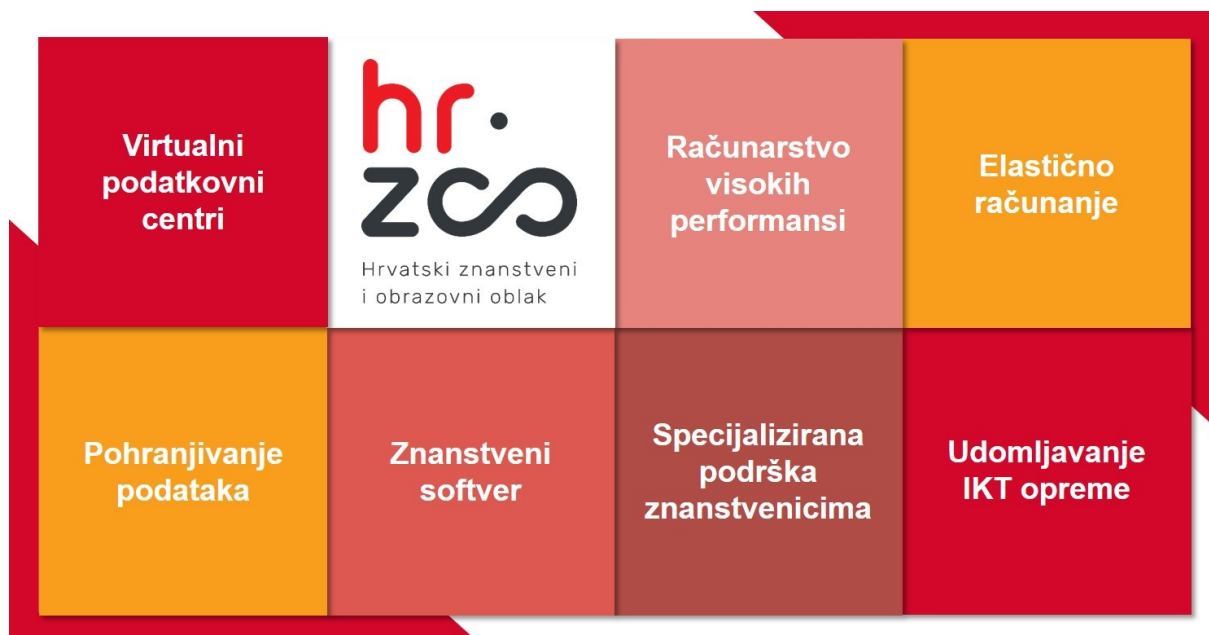 Virtualni
podatkovni
centri
hr.
zoo
Hrvatski znanstveni
i obrazovni oblak
Računarstvo
visokih
performansi
Elastično
računanje
Pohranjivanje
podataka
Znanstveni
softver
Specijalizirana
podrška
znanstvenicima
Udomljavanje
IKT opreme